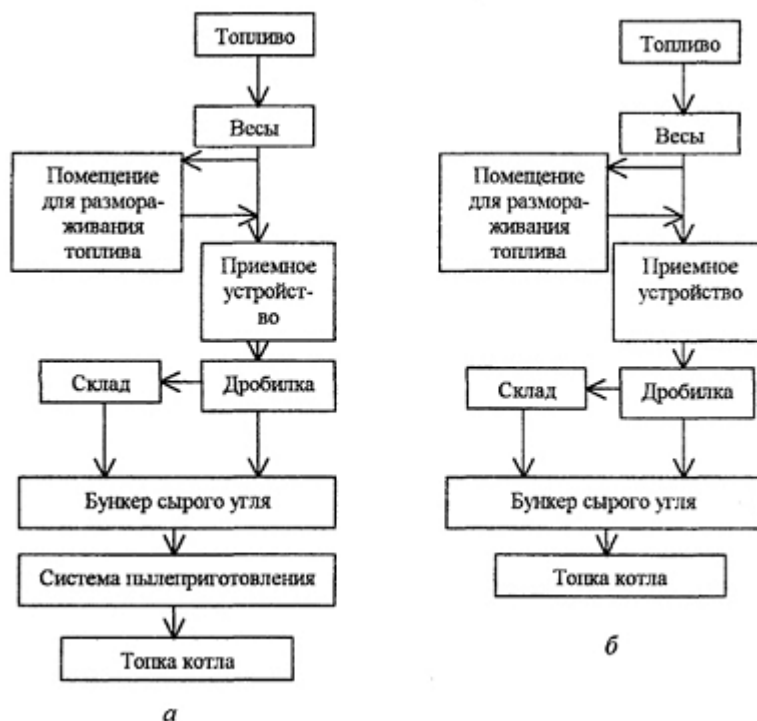 Топливо
Весы
Помещение
для размора-
живания
топлива
Приемное
устройст-
во
Склад
Дробилка
Бункер сырого угля
Система пылеприготовления
Топка котла
а
Топливо
Весы
Помещение
для размора-
живания
топлива
Приемное
устройство
Склад
Дробилка
Бункер сырого угля
Топка котла
б